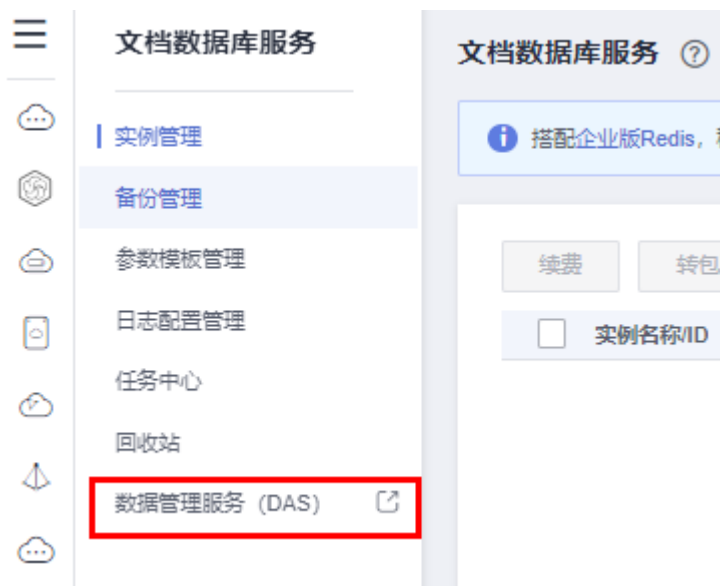 文档数据库服务
实例管理
备份管理
参数模板管理
日志配置管理
任务中心
回收站
数据管理服务（DAS）
文档数据库服务
搭配企业版Redis，
续费
转包
实例名称/ID